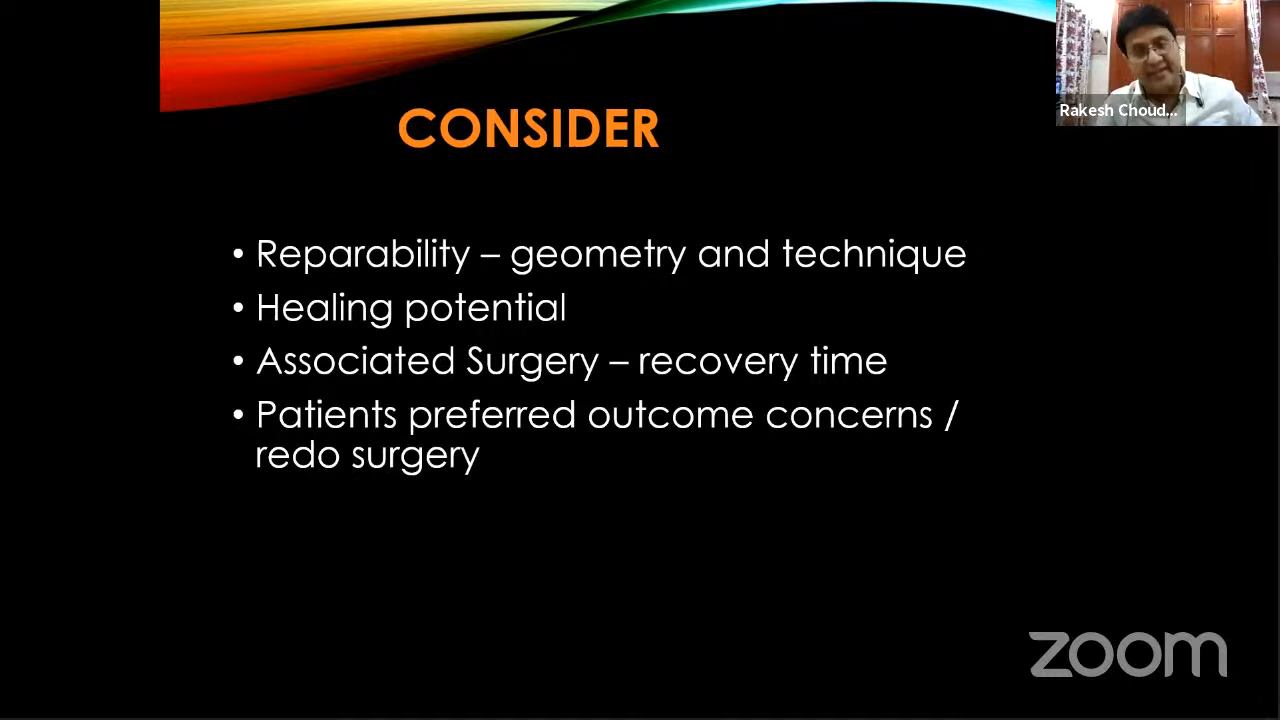 CONSIDER
Rakesh Choud...
• Reparability – geometry and technique
• Healing potential
• Associated Surgery – recovery time
• Patients preferred outcome concerns /
redo surgery
zoom